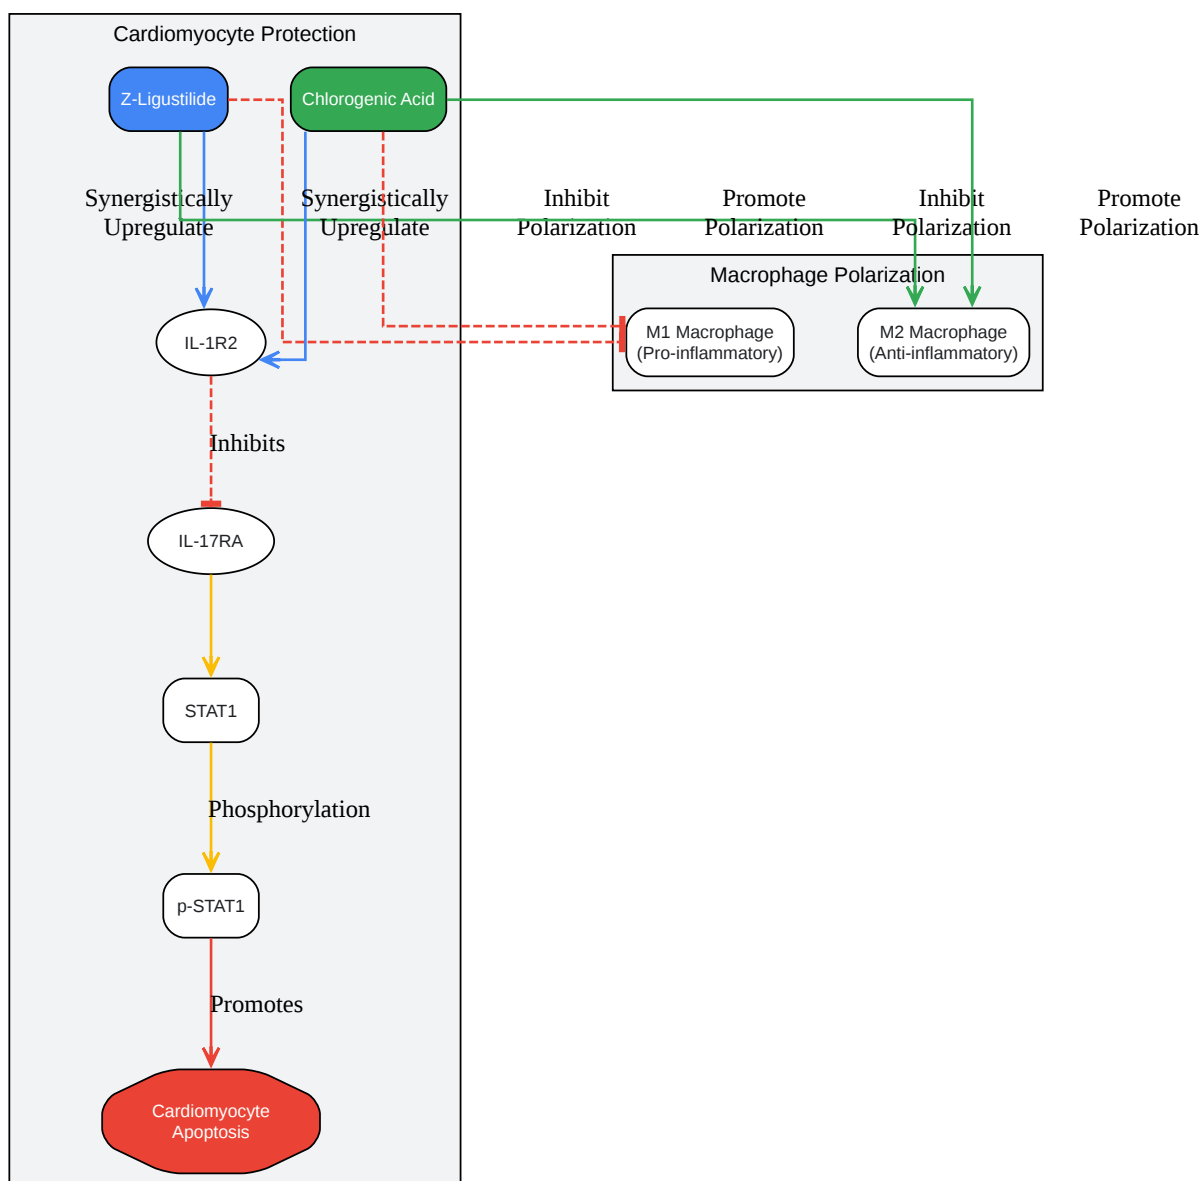 Cardiomyocyte Protection
Z-Ligustilide
Chlorogenic Acid
Synergistically
Upregulate
Synergistically
Upregulate
Inhibit
Polarization
Promote
Polarization
Inhibit
Polarization
Promote
Polarization
Macrophage Polarization
IL-1R2
M1 Macrophage
(Pro-inflammatory)
M2 Macrophage
(Anti-inflammatory)
Inhibits
IL-17RA
STAT1
Phosphorylation
p-STAT1
Promotes
Cardiomyocyte
Apoptosis